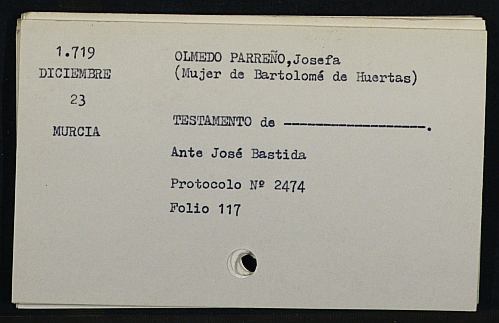 1.719
DICIEMBRE
23
MURCIA
OLMEDO PARREÑO,Josefa
(Mujer de Bartolomé de Huertas)
TESTAMENTO de ------------------.
Ante José Bastida
Protocolo Nº 2474
Folio 117